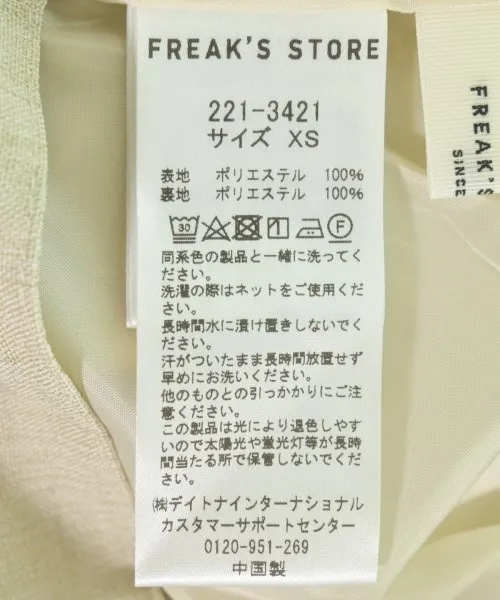 FREAK'S STORE
221-3421
サイズ XS
表地 ポリエステル 100%
裏地 ポリエステル 100%
30
F
同系色の製品と一緒に洗ってく
ださい。
洗濯の際はネットをご使用くだ
さい。
長時間水に漬け置きしないでく
ださい。
汗がついたまま長時間放置せず
早めにお洗いください。
他のものとの引っかかりにご注
意ください。
この製品は光により退色しやす
いので太陽光や蛍光灯等が長時
間当たる所で保管しないでくだ
さい。
㈱デイトナインターナショナル
カスタマーサポートセンター
0120-951-269
中国製
FREAK'S
SINCE